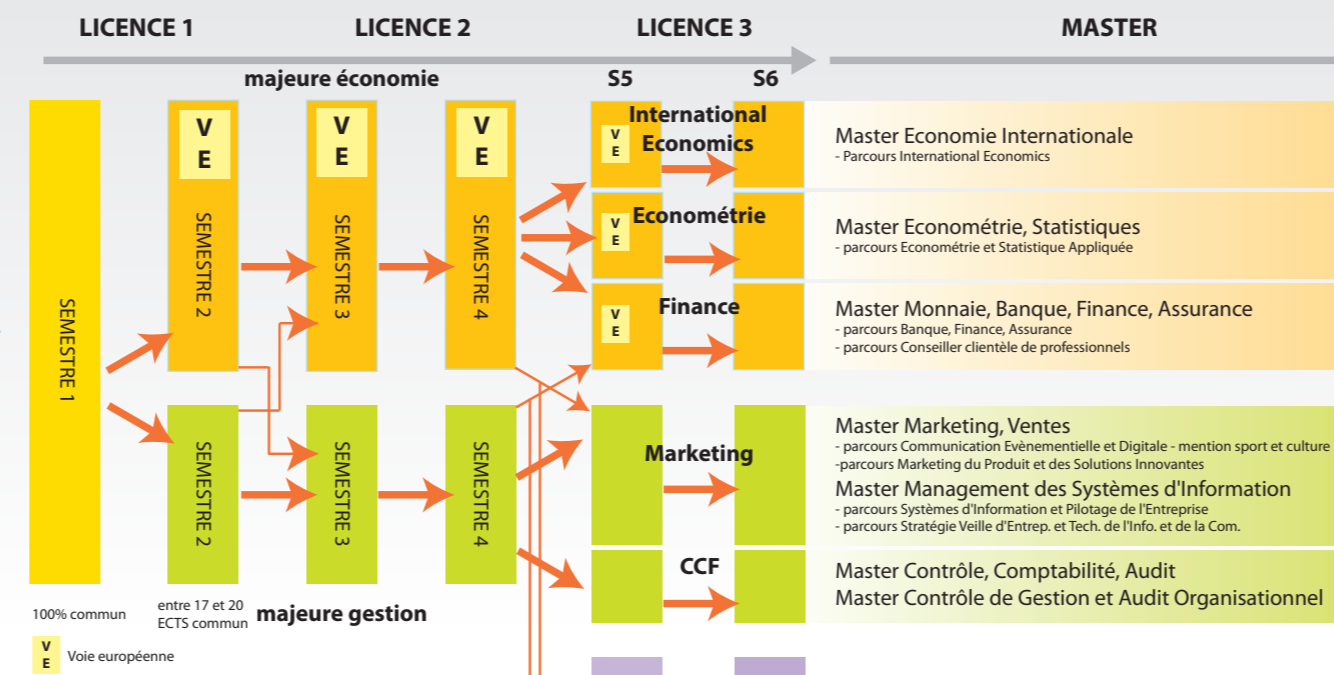 LICENCE 1
LICENCE 2
LICENCE 3
MASTER
majeure économie
S5
S6
SEMESTRE 1
V
E
SEMESTRE 2
V
E
SEMESTRE 3
V
E
SEMESTRE 4
V
E
International
Economics
Master Economie Internationale
- Parcours International Economics
V
E
Econométrie
Master Econométrie, Statistiques
- parcours Econométrie et Statistique Appliquée
V
E
Finance
Master Monnaie, Banque, Finance, Assurance
- parcours Banque, Finance, Assurance
- parcours Conseiller clientèle de professionnels
SEMESTRE 2
SEMESTRE 3
SEMESTRE 4
Marketing
Master Marketing, Ventes
- parcours Communication Evènementielle et Digitale - mention sport et culture
-parcours Marketing du Produit et des Solutions Innovantes
Master Management des Systèmes d'Information
- parcours Systèmes d'Information et Pilotage de l'Entreprise
- parcours Stratégie Veille d'Entrep. et Tech. de l'Info. et de la Com.
CCF
Master Contrôle, Comptabilité, Audit
Master Contrôle de Gestion et Audit Organisationnel
100% commun
entre 17 et 20
ECTS commun
majeure gestion
V
E
Voie européenne